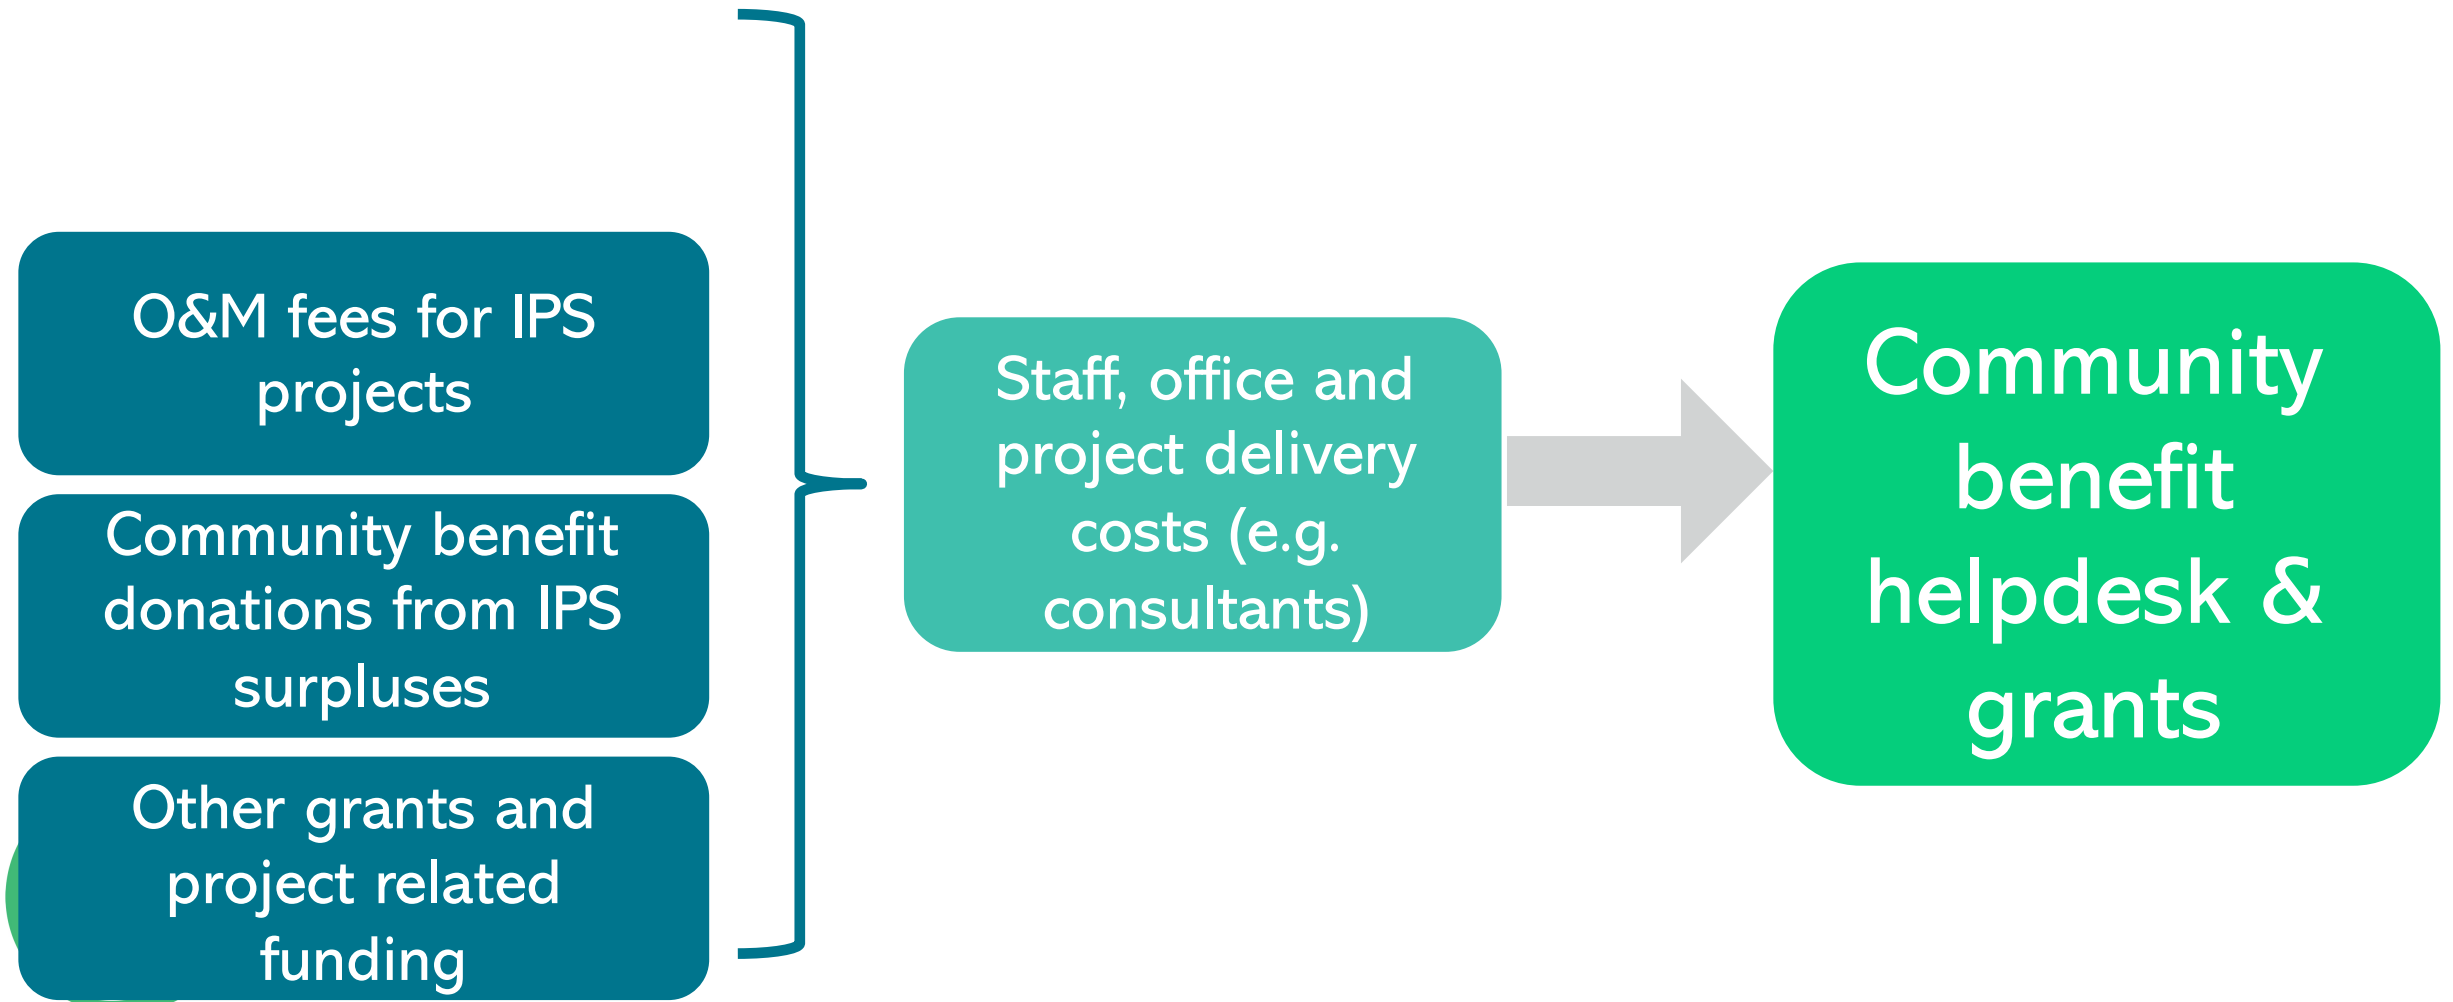 O&M fees for IPS
projects
Community benefit
donations from IPS
surpluses
Other grants and
project related
funding
Staff, office and
project delivery
costs (e.g.
consultants)
Community
benefit
helpdesk &
grants